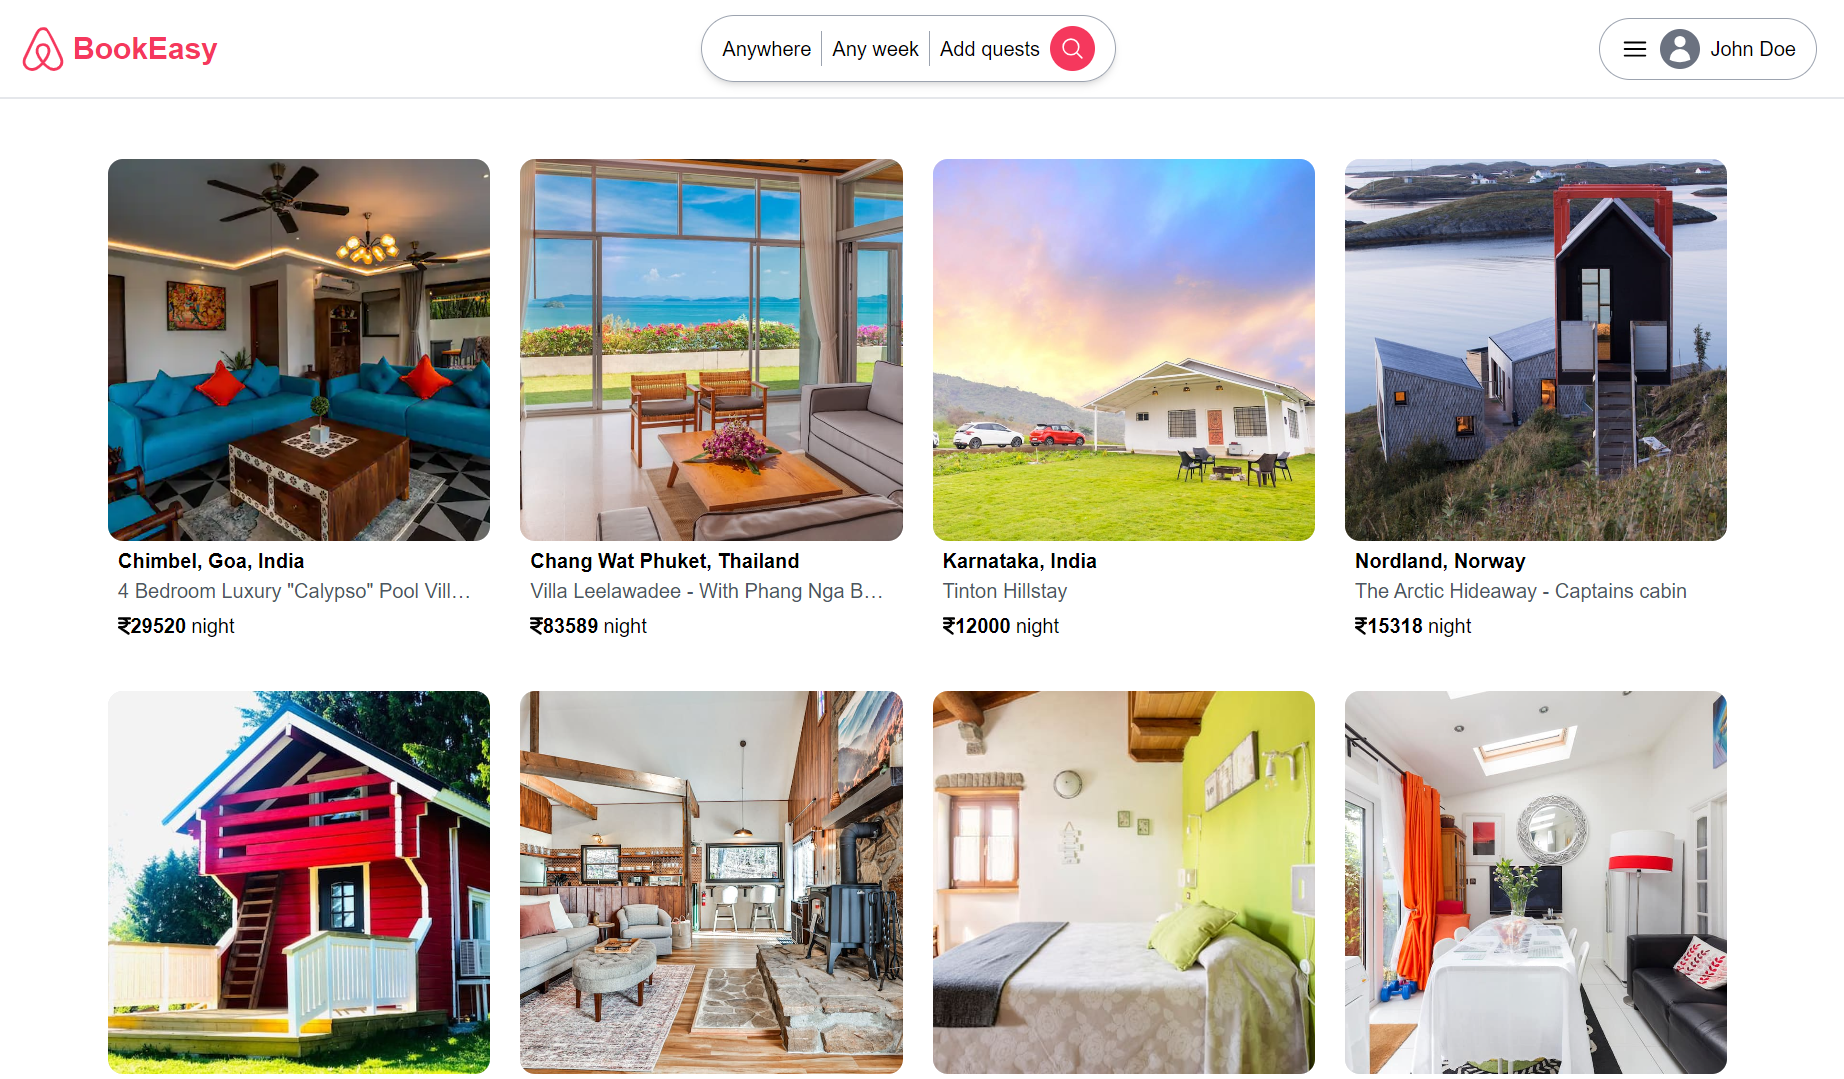 BookEasy
Anywhere
Any week
Add quests
John Doe
Chimbel, Goa, India
4 Bedroom Luxury "Calypso" Pool Vill…
₹29520 night
Chang Wat Phuket, Thailand
Villa Leelawadee - With Phang Nga B…
₹83589 night
Karnataka, India
Tinton Hillstay
₹12000 night
Nordland, Norway
The Arctic Hideaway - Captains cabin
₹15318 night